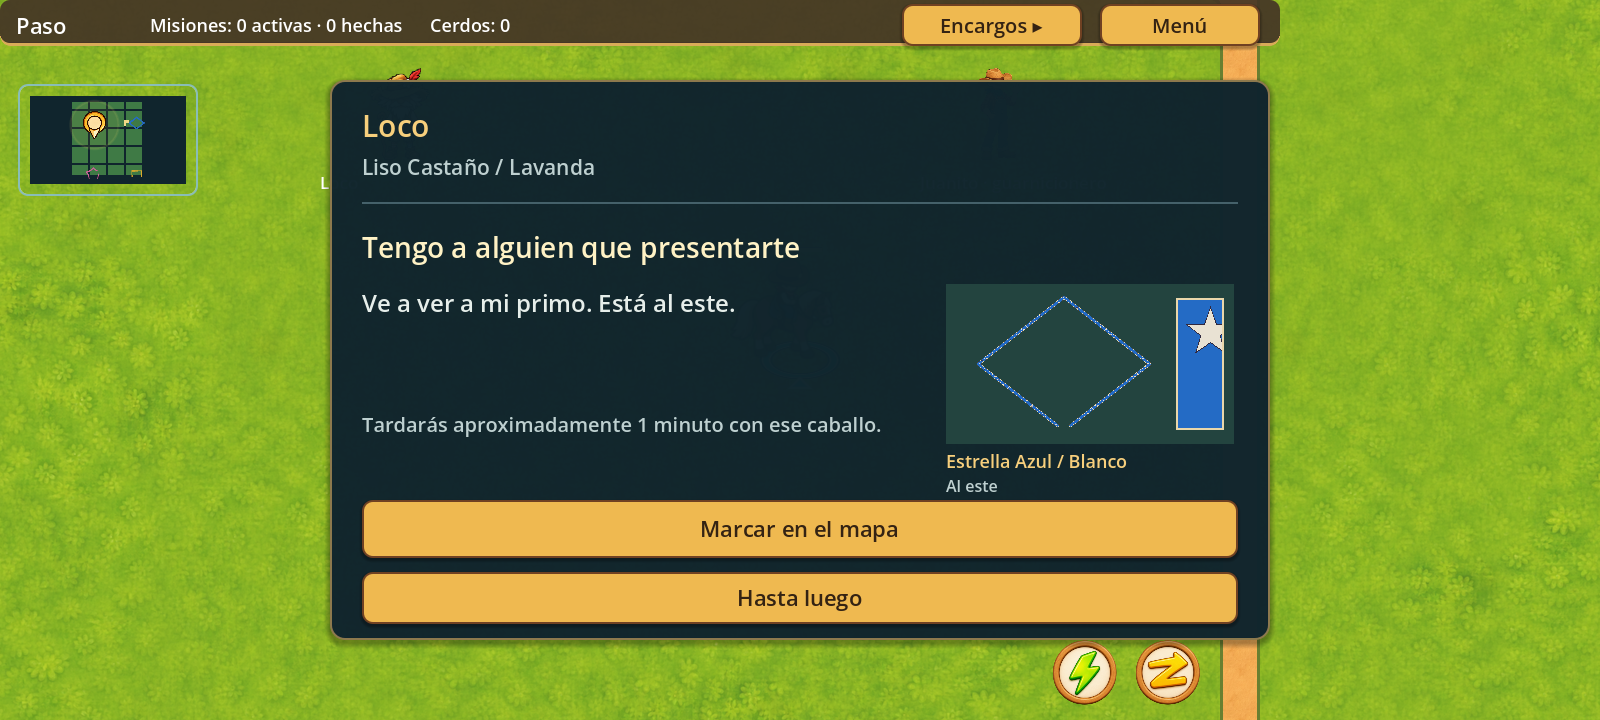 Paso
Misiones: 0 activas · 0 hechas
Cerdos: 0
Encargos ▸
Menú
L
Loco
Liso Castaño / Lavanda
Tengo a alguien que presentarte
Ve a ver a mi primo. Está al este.
Tardarás aproximadamente 1 minuto con ese caballo.
Estrella Azul / Blanco
Al este
Marcar en el mapa
Hasta luego